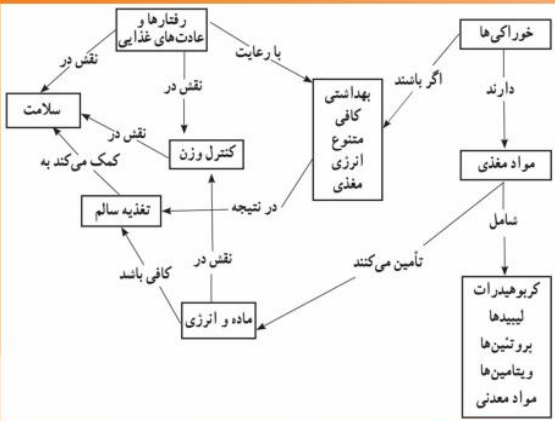 خوراکی‌ها
دارند
مواد مغذی
شامل
کربوهیدرات
لیپیدها
پروتئین‌ها
ویتامین‌ها
مواد معدنی
اگر باشند
بهداشتی
کافی
متنوع
انرژی
مغذی
تأمین می‌کنند
ماده و انرژی
رفتارها و
عادت‌های غذایی
با رعایت
نقش در
نقش در
سلامت
کنترل وزن
نقش در
کمک می‌کند به
تغذیه سالم
در نتیجه
نقش در
کافی باشد